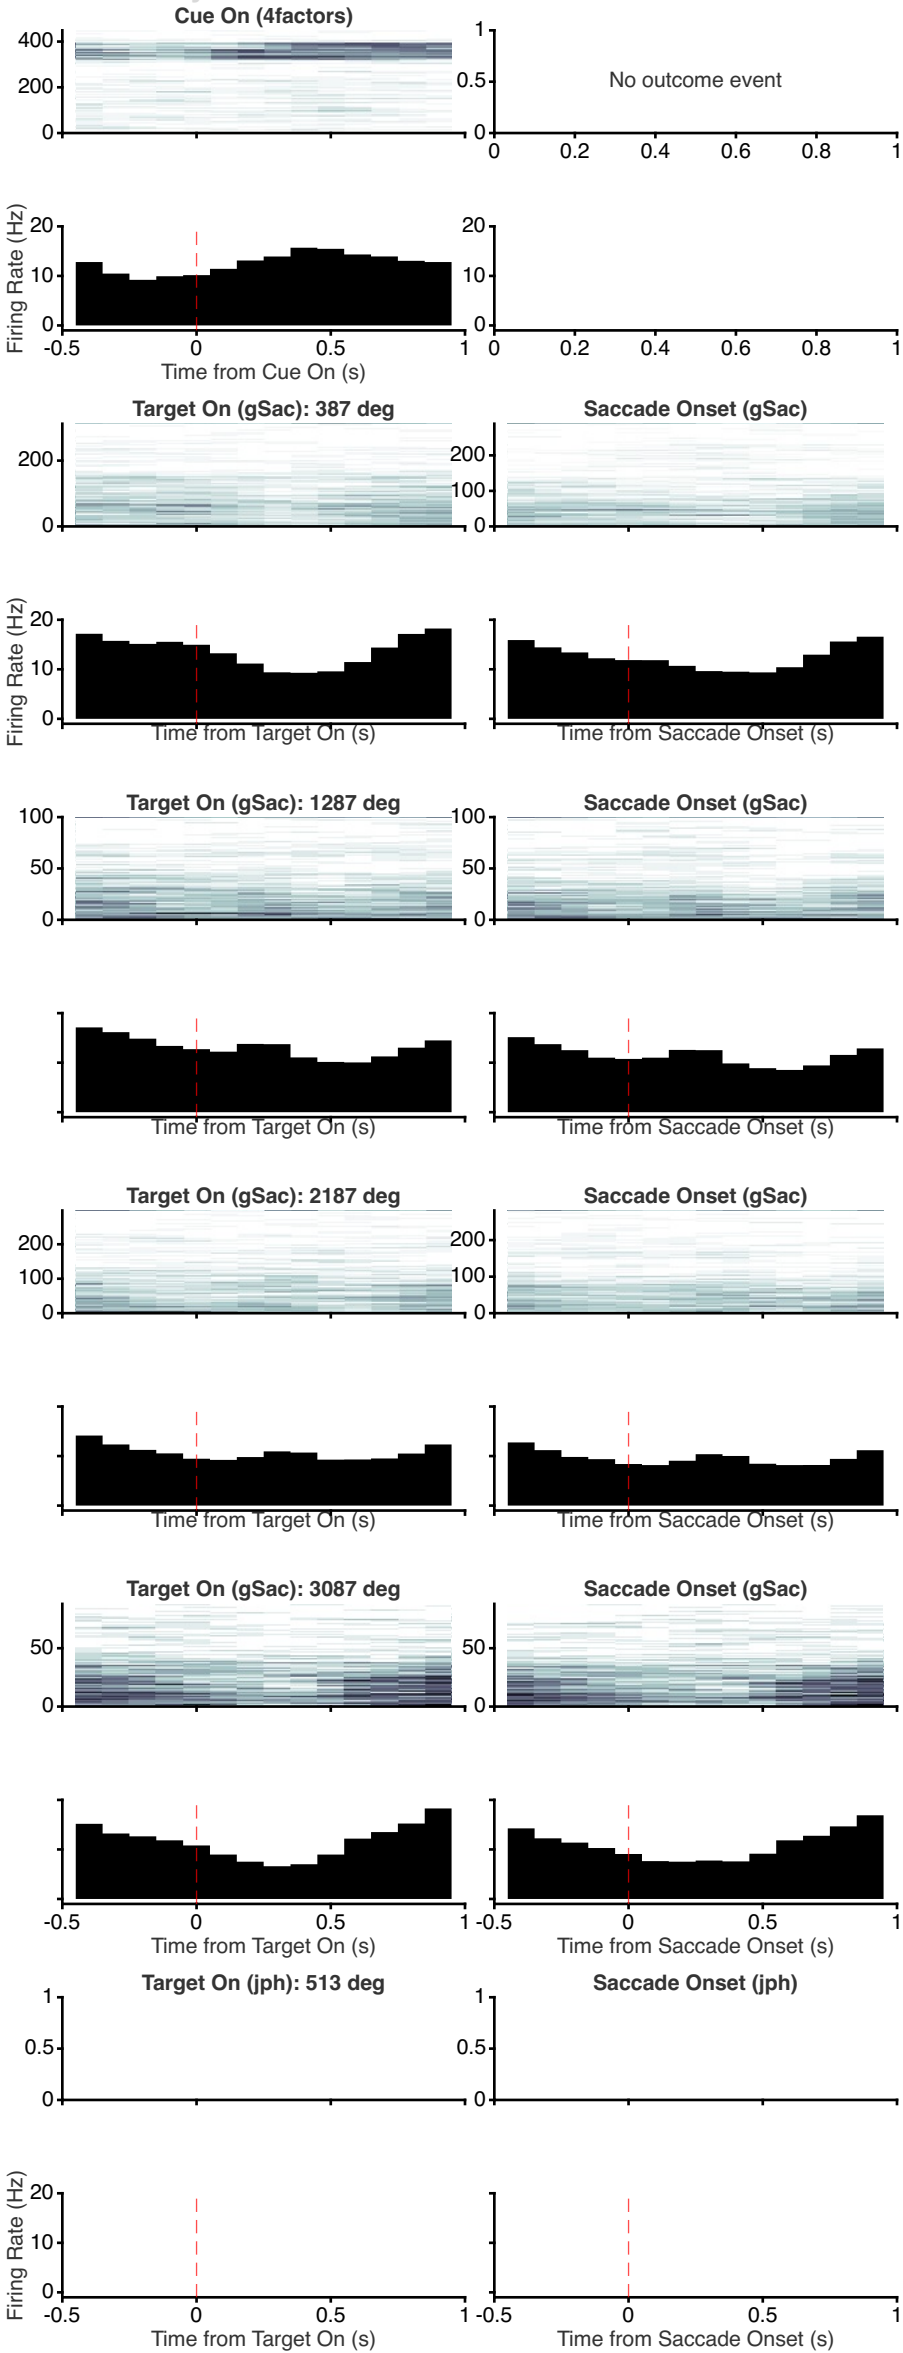 Cue On (4factors)
400
200
0
1
0.5
0
No outcome event
0 0.2 0.4 0.6 0.8 1
Firing Rate (Hz)
20
10
0
-0.5 0 0.5 1
Time from Cue On (s)
20
10
0
0 0.2 0.4 0.6 0.8 1
Target On (gSac): 387 deg
200
0
Saccade Onset (gSac)
200
100
0
Firing Rate (Hz)
20
10
0
Time from Target On (s)
Time from Saccade Onset (s)
Target On (gSac): 1287 deg
100
50
0
Saccade Onset (gSac)
100
50
0
Time from Target On (s)
Time from Saccade Onset (s)
Target On (gSac): 2187 deg
200
100
0
Saccade Onset (gSac)
200
100
0
Time from Target On (s)
Time from Saccade Onset (s)
Target On (gSac): 3087 deg
50
0
Saccade Onset (gSac)
50
0
-0.5 0 0.5 1
Time from Target On (s)
-0.5 0 0.5 1
Time from Saccade Onset (s)
Target On (jph): 513 deg
1
0.5
0
Saccade Onset (jph)
1
0.5
0
Firing Rate (Hz)
20
10
0
-0.5 0 0.5 1
Time from Target On (s)
-0.5 0 0.5 1
Time from Saccade Onset (s)